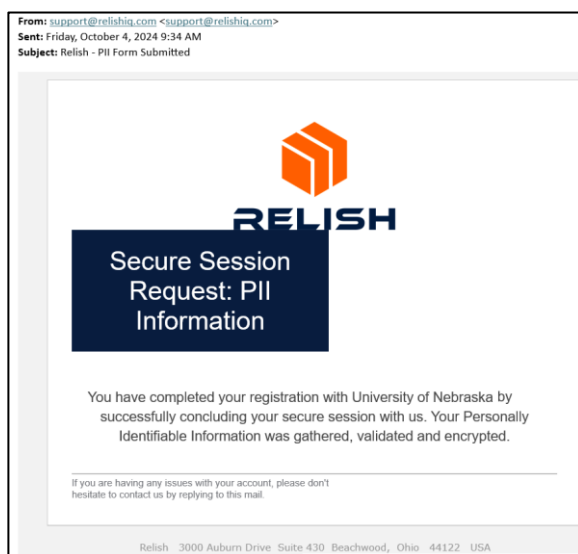 From: support@relishiq.com <support@relishiq.com>
Sent: Friday, October 4, 2024 9:34 AM
Subject: Relish - PII Form Submitted
RELISH
Secure Session
Request: PII
Information
You have completed your registration with University of Nebraska by
successfully concluding your secure session with us. Your Personally
Identifiable Information was gathered, validated and encrypted.
If you are having any issues with your account, please don't
hesitate to contact us by replying to this mail.
Relish 3000 Auburn Drive Suite 430 Beachwood, Ohio 44122 USA